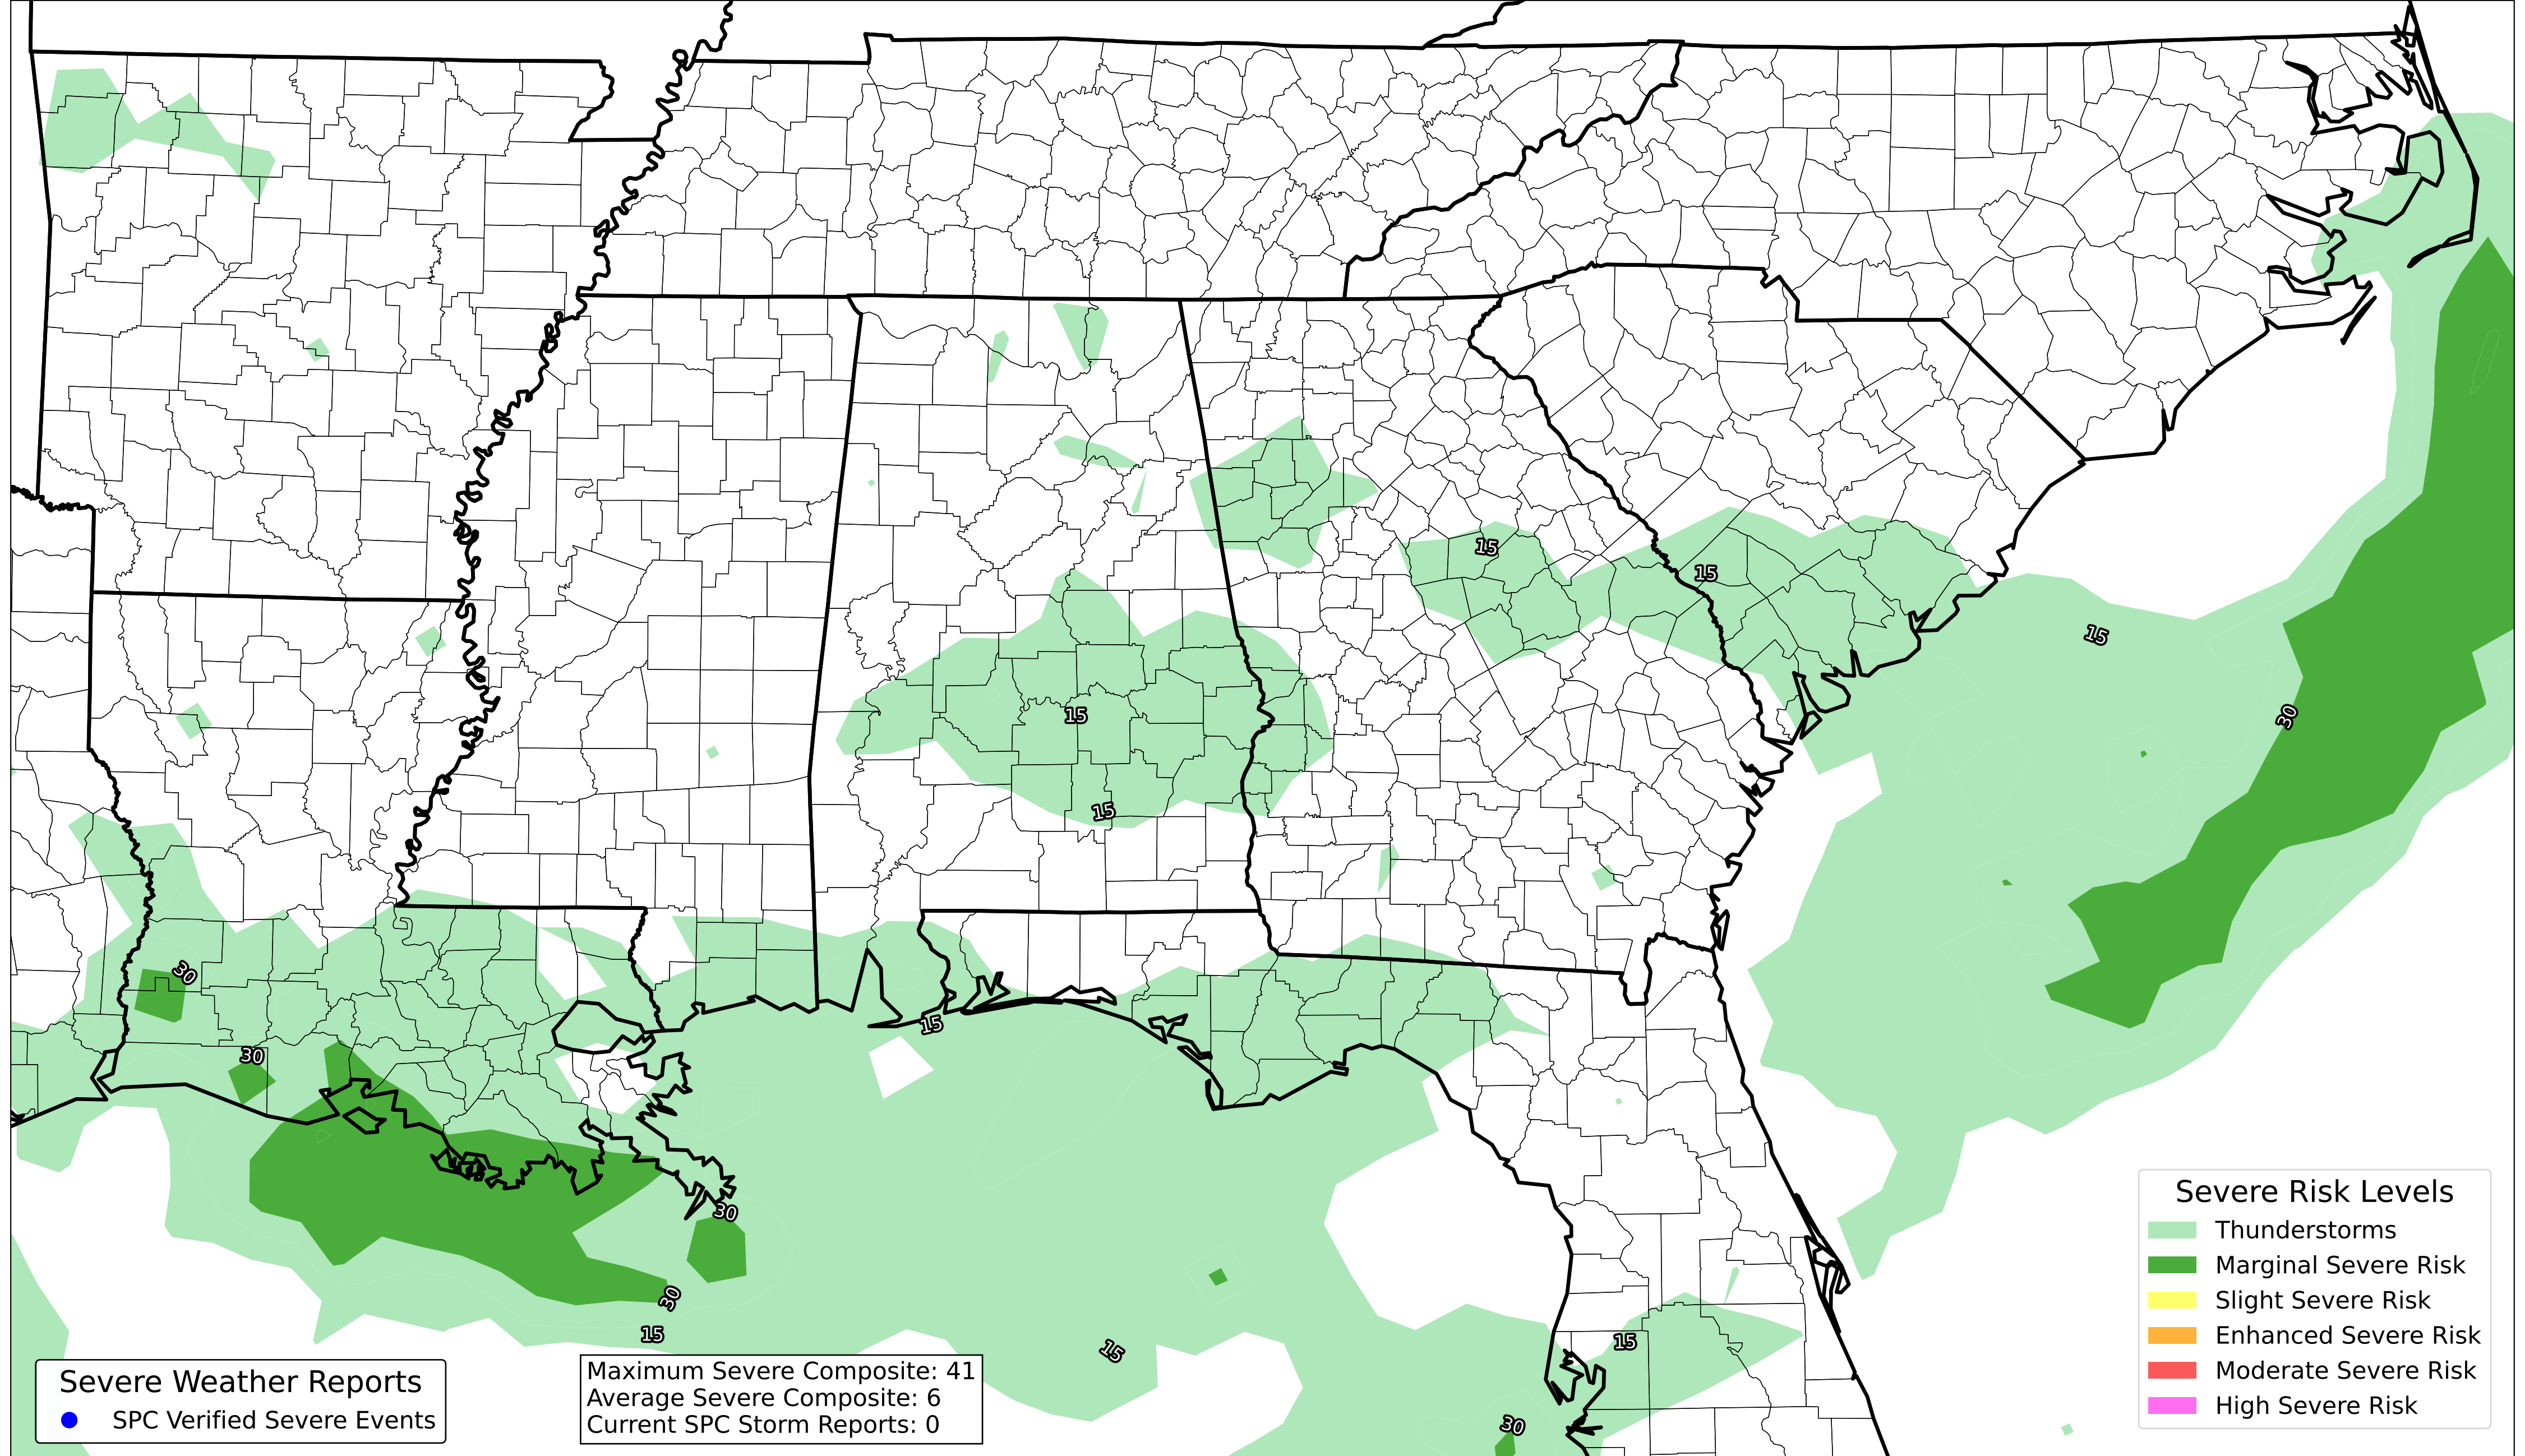 15
15
15
15
30
15
30
15
30
30
30
15
15
15
30
Severe Risk Levels
Thunderstorms
Marginal Severe Risk
Slight Severe Risk
Enhanced Severe Risk
Moderate Severe Risk
High Severe Risk
Severe Weather Reports
SPC Verified Severe Events
Maximum Severe Composite: 41
Average Severe Composite: 6
Current SPC Storm Reports: 0